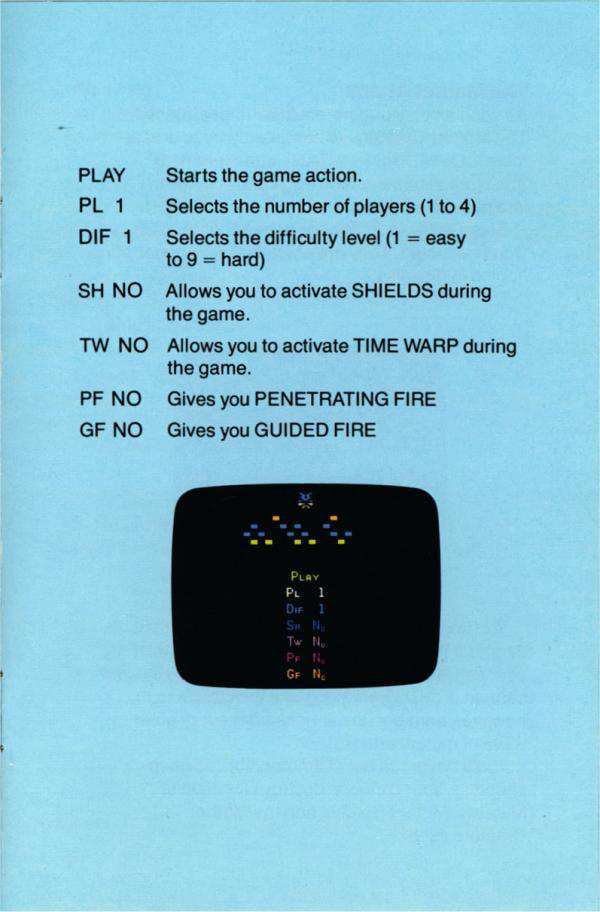 PLAY Starts the game action.
PL 1 Selects the number of players (1 to 4)
DIF 1 Selects the difficulty level (1 = easy
to 9 = hard)
SH NO Allows you to activate SHIELDS during
the game.
TW NO Allows you to activate TIME WARP during
the game.
PF NO Gives you PENETRATING FIRE
GF NO Gives you GUIDED FIRE
PLAY
PL 1
DIF 1
SH NO
TW NO
PF NO
GF NO